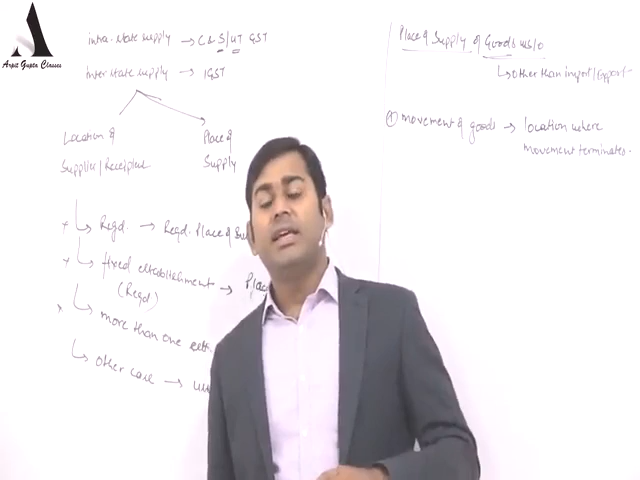 Arpit Gupta Classes
intra state supply → C & S/UT GST
inter state supply → IGST
Location of
Supplier/Recipient
Place of
Supply
Regd. → Regd. Place of
fixed establishment →
(Regd)
more than one
other case →
Place of Supply of Goods u/s 10
other than import/Export
① movement of goods → location where
movement terminates.